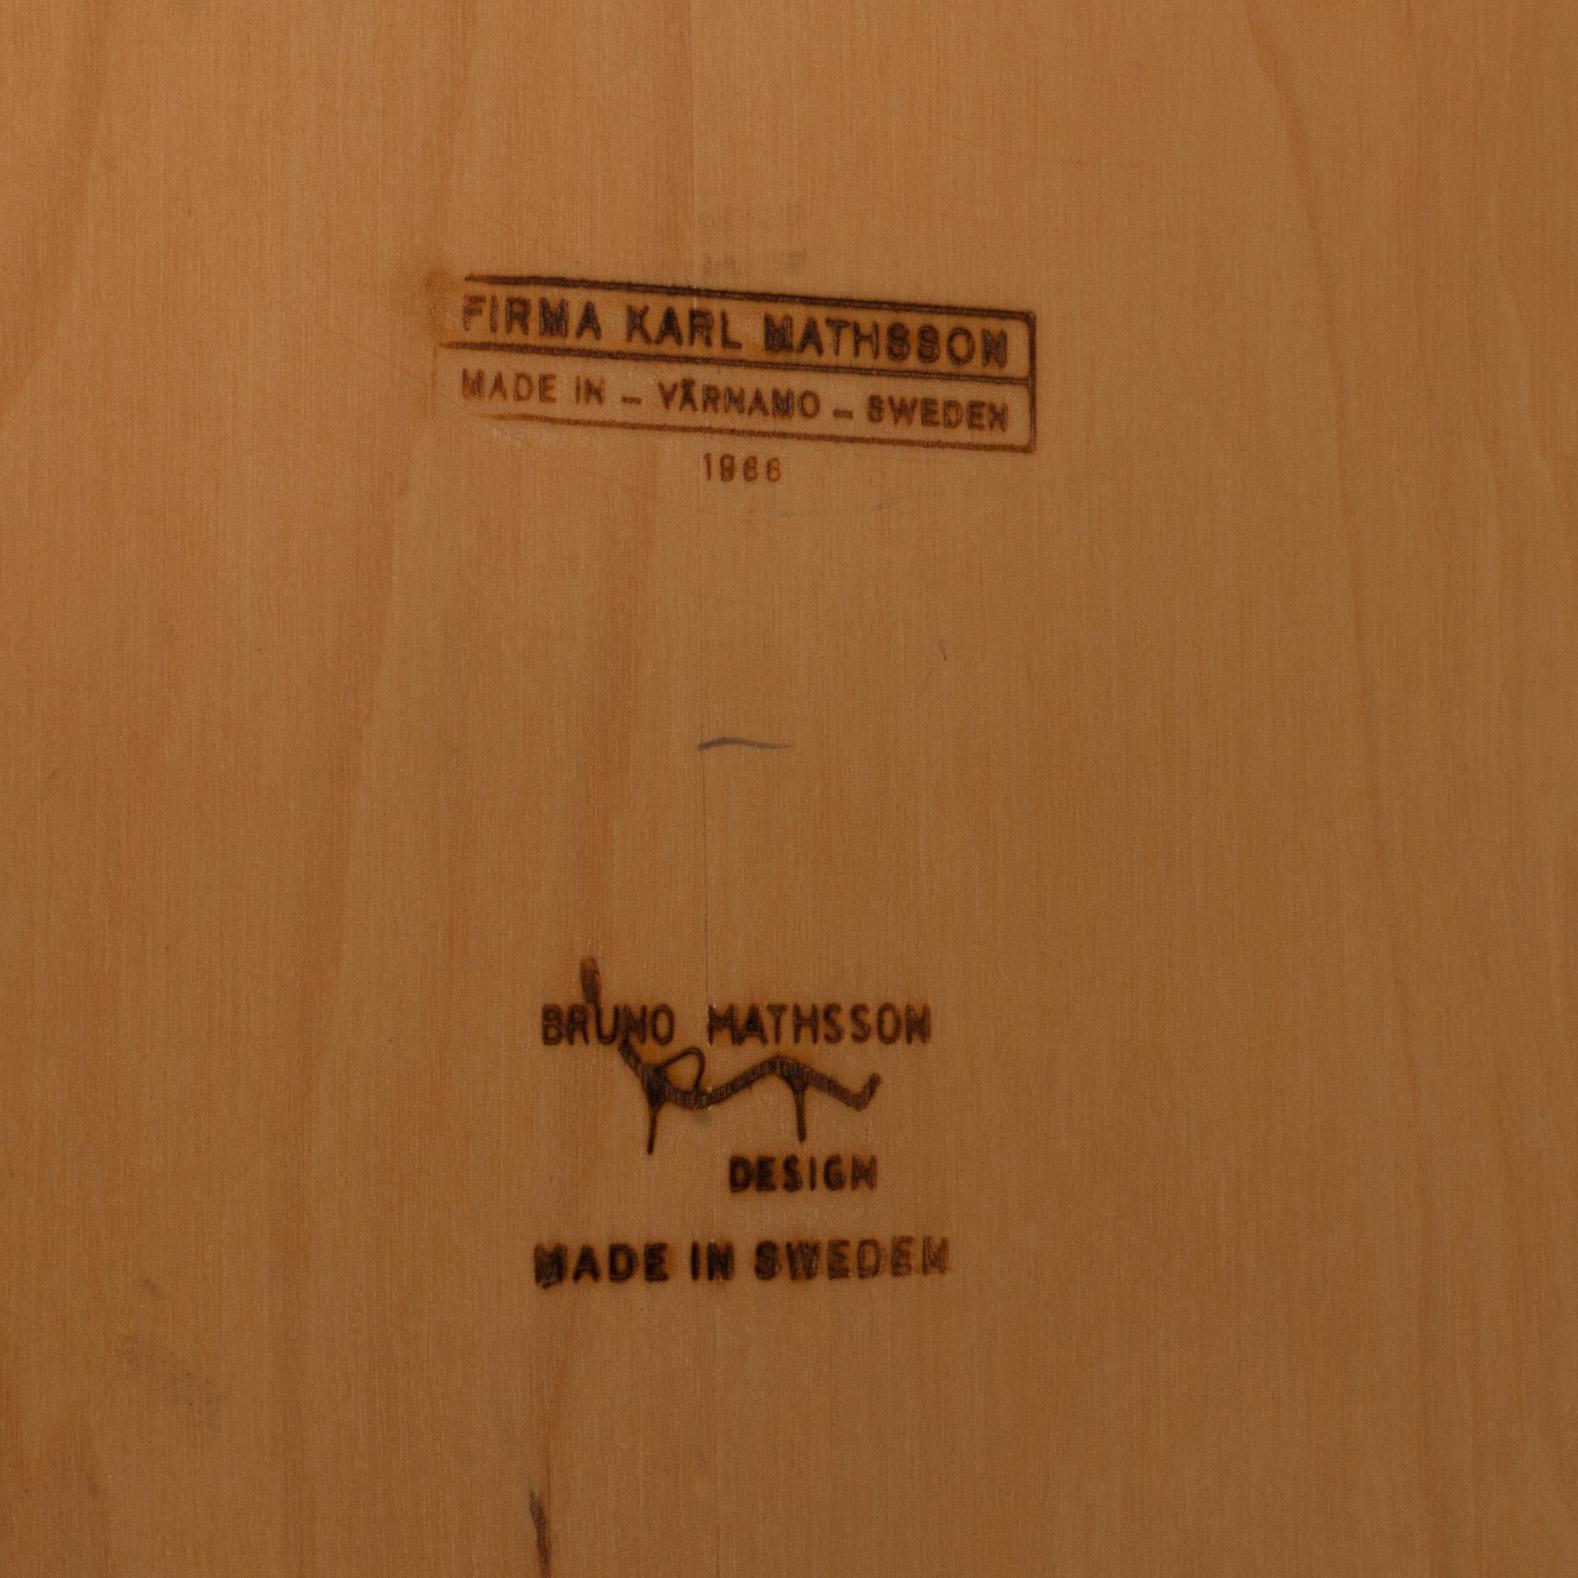 FIRMA KARL MATHSSON
MADE IN – VÄRNAMO – SWEDEN
1966
BRUNO MATHSSON
DESIGN
MADE IN SWEDEN